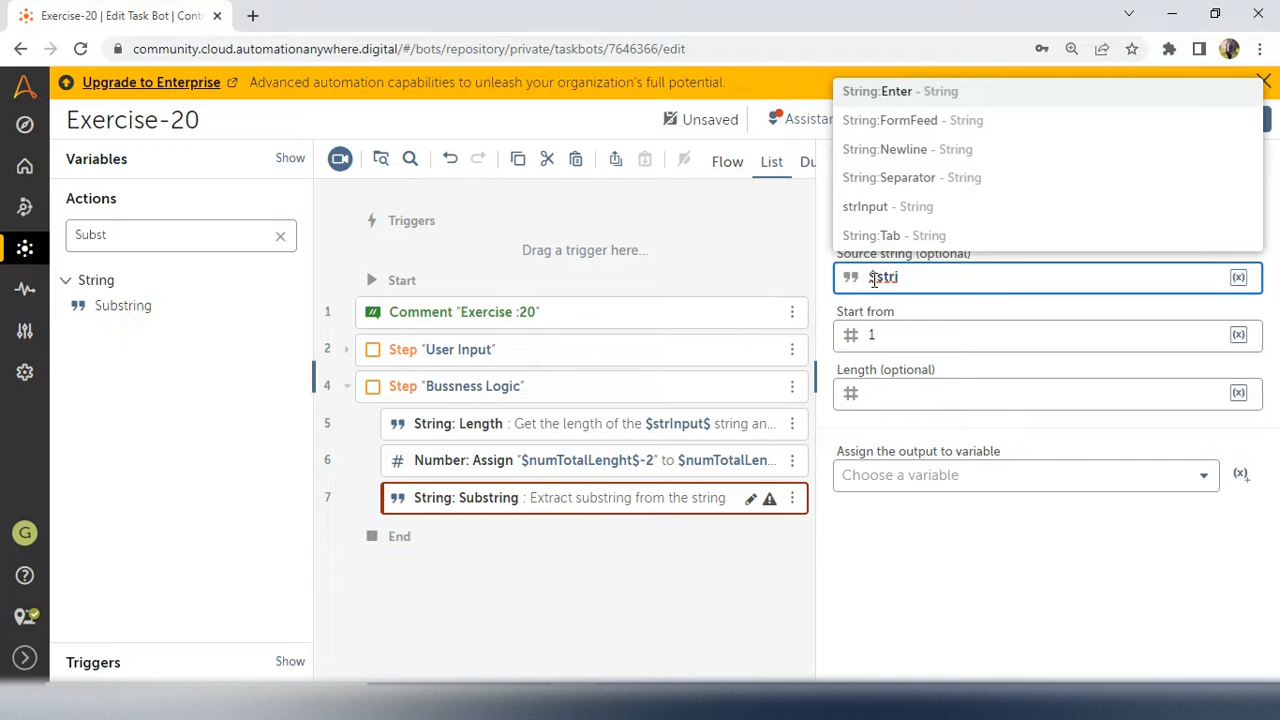 Exercise-20 | Edit Task Bot | Cont
community.cloud.automationanywhere.digital/#/bots/repository/private/taskbots/7646366/edit
Upgrade to Enterprise
Advanced automation capabilities to unleash your organization's full potential.
Exercise-20
Unsaved
Assistan
Variables
Show
Flow
List
Du
Actions
Subst
String
Substring
Triggers
Show
Triggers
Drag a trigger here...
Start
1
Comment "Exercise :20"
2
Step "User Input"
4
Step "Bussness Logic"
5
String: Length : Get the length of the $strInput$ string an...
6
Number: Assign "$numTotalLenght$-2" to $numTotalLen...
7
String: Substring : Extract substring from the string
End
String:Enter - String
String:FormFeed - String
String:Newline - String
String:Separator - String
strInput - String
String:Tab - String
Source string (optional)
$stri
(x)
Start from
1
(x)
Length (optional)
(x)
Assign the output to variable
Choose a variable
(x)+
G